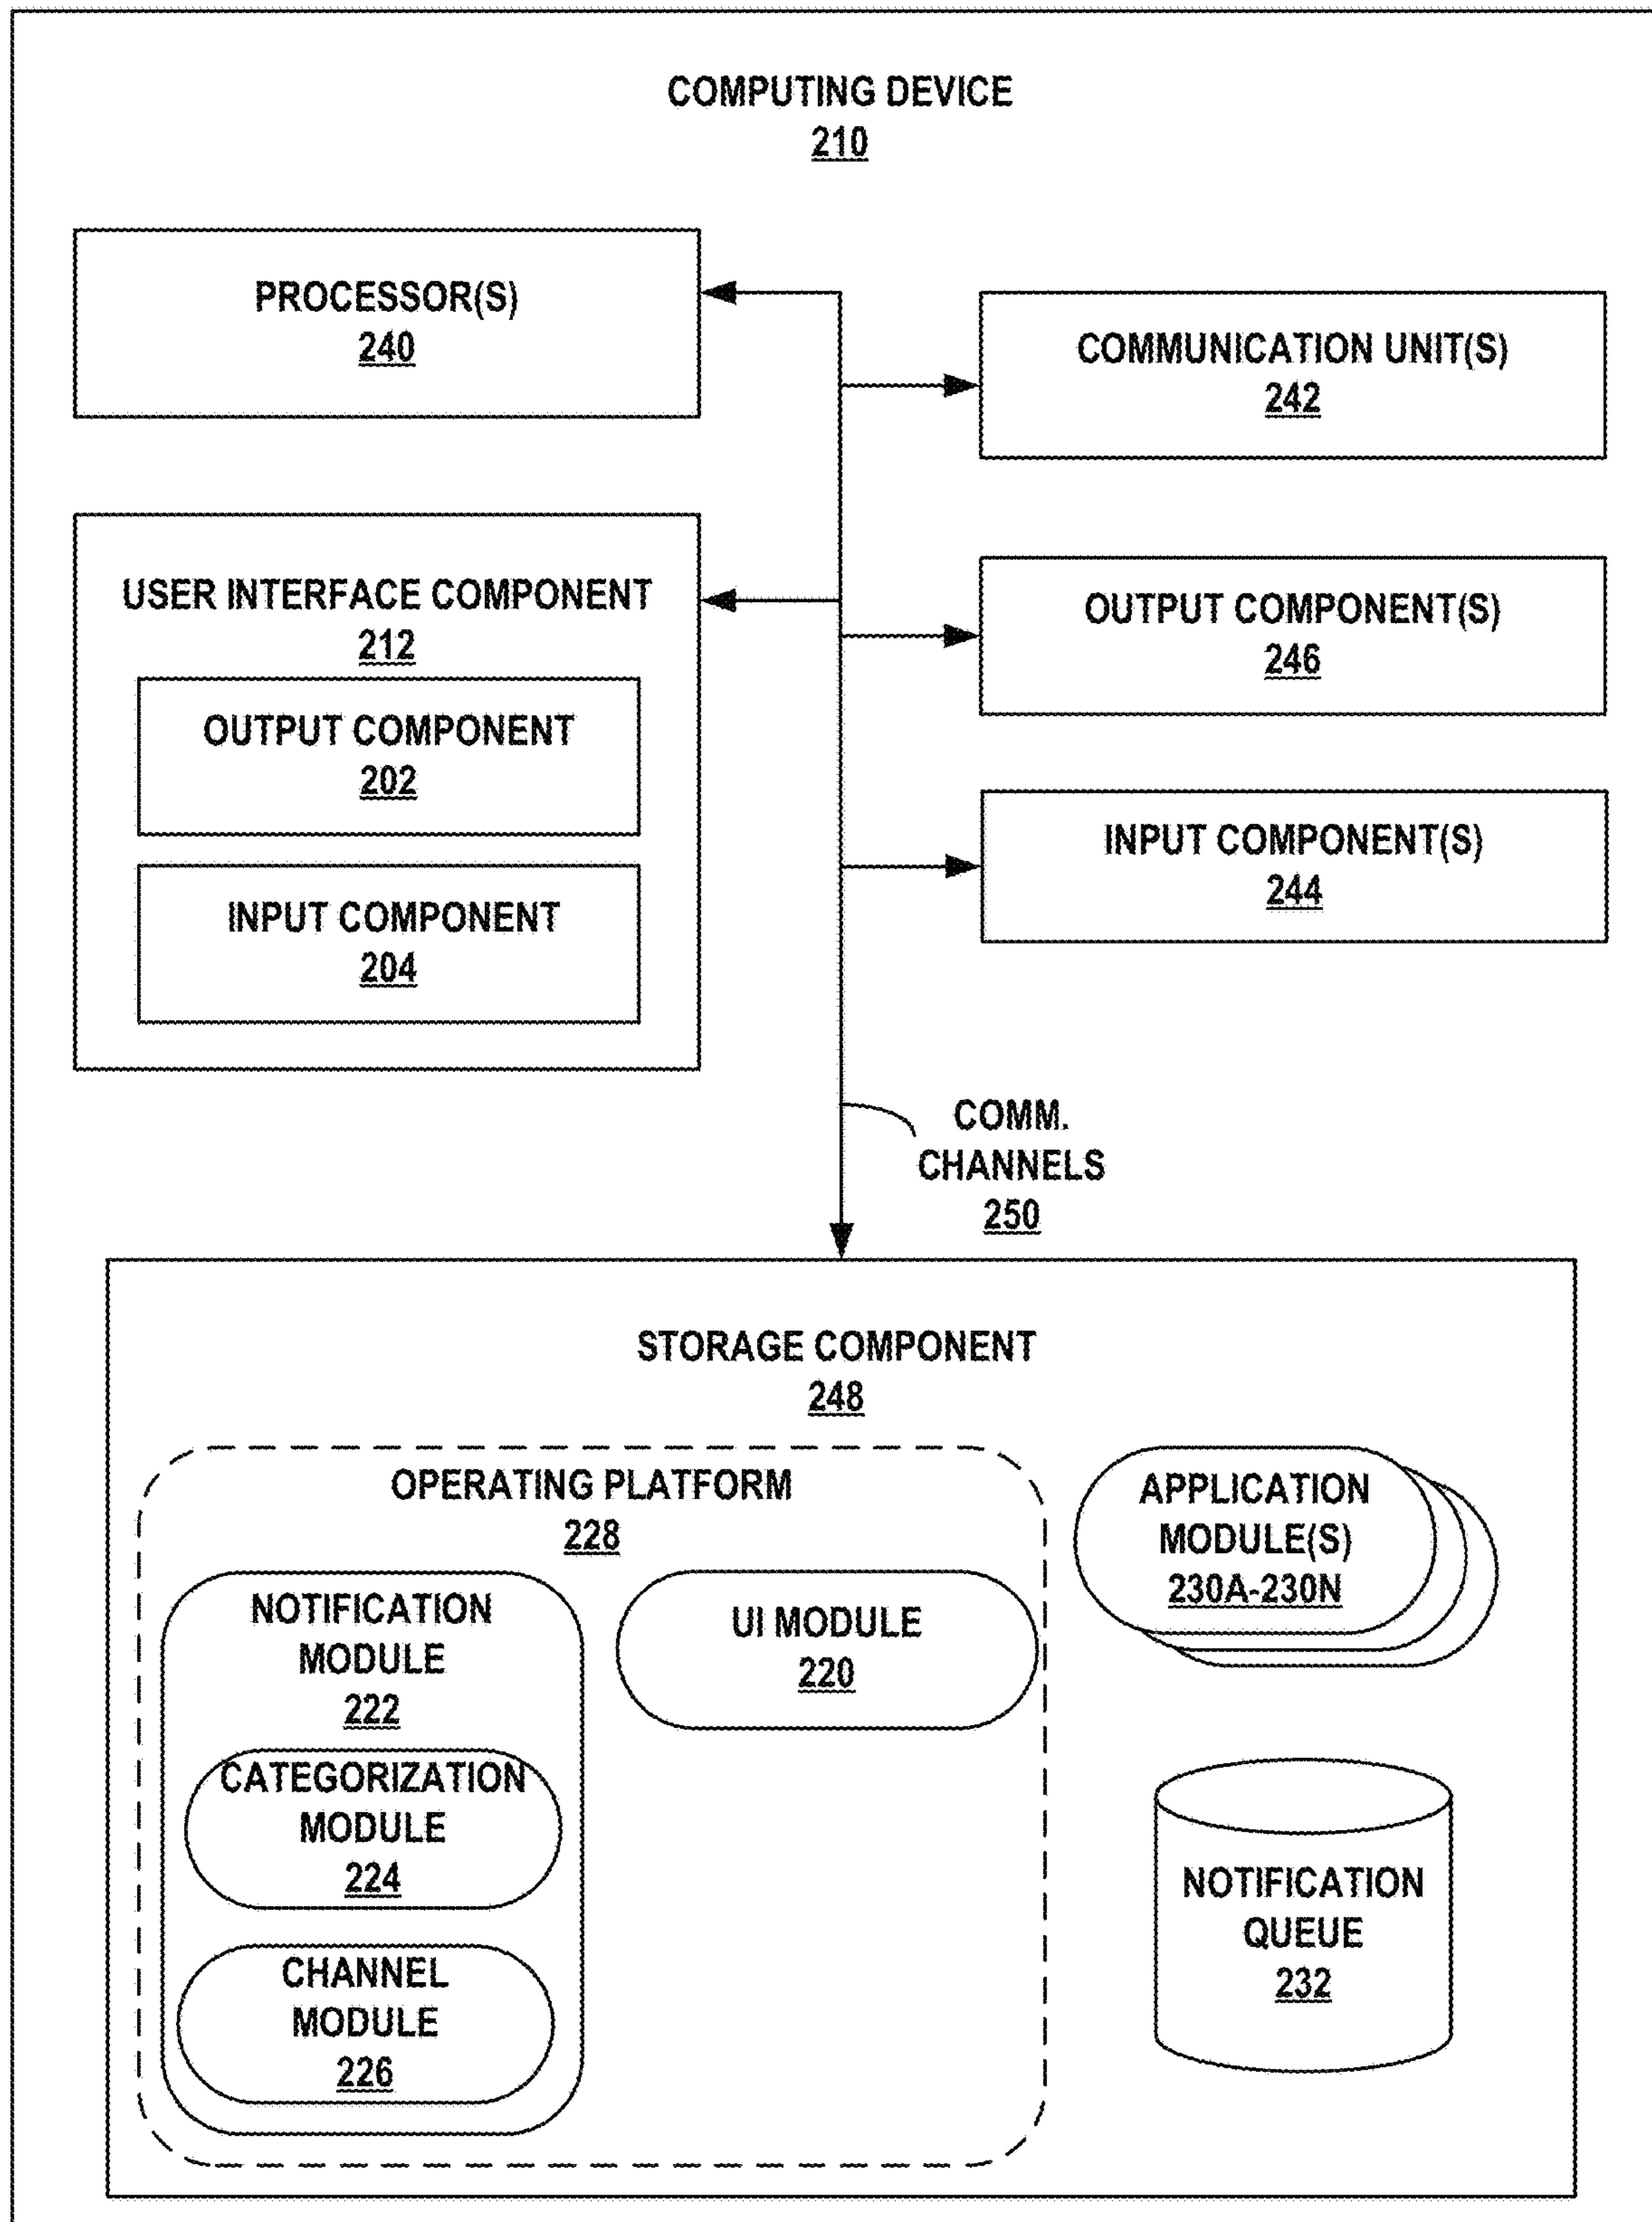 COMPUTING DEVICE
210
PROCESSOR(S)
240
COMMUNICATION UNIT(S)
242
USER INTERFACE COMPONENT
212
OUTPUT COMPONENT
202
INPUT COMPONENT
204
OUTPUT COMPONENT(S)
246
INPUT COMPONENT(S)
244
COMM.
CHANNELS
250
STORAGE COMPONENT
248
OPERATING PLATFORM
228
NOTIFICATION
MODULE
222
CATEGORIZATION
MODULE
224
CHANNEL
MODULE
226
UI MODULE
220
APPLICATION
MODULE(S)
230A-230N
NOTIFICATION
QUEUE
232